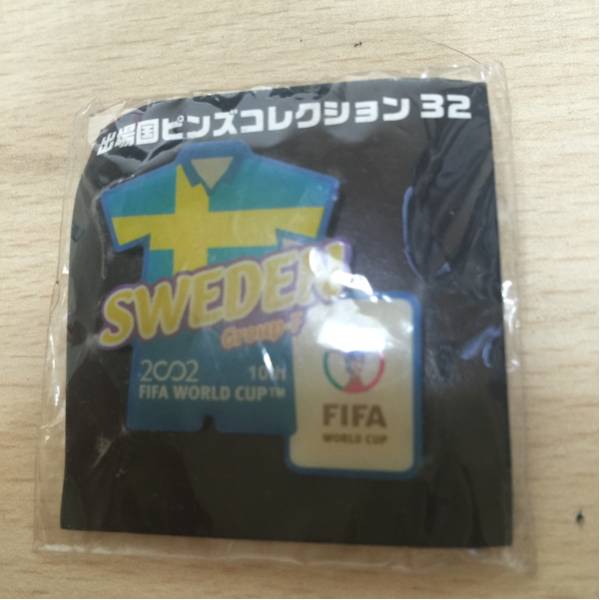 出場国ピンズコレクション 32
SWEDEN
Group-F
2002 10TH
FIFA WORLD CUP™
FIFA
WORLD CUP